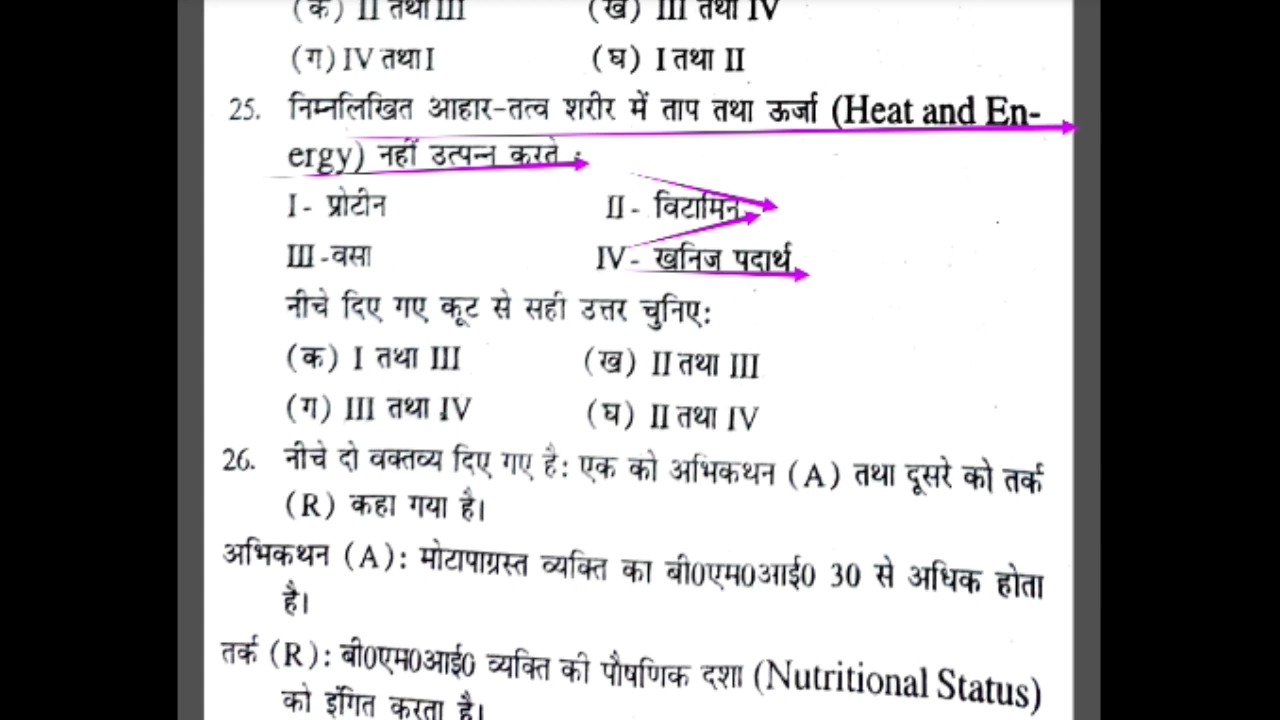 (क) II तथा III (ख) III तथा IV
(ग) IV तथा I (घ) I तथा II
25. निम्नलिखित आहार-तत्व शरीर में ताप तथा ऊर्जा (Heat and En-
ergy) नहीं उत्पन्न करते :
I - प्रोटीन II - विटामिन
III -वसा IV - खनिज पदार्थ
नीचे दिए गए कूट से सही उत्तर चुनिए:
(क) I तथा III (ख) II तथा III
(ग) III तथा IV (घ) II तथा IV
26. नीचे दो वक्तव्य दिए गए है: एक को अभिकथन (A) तथा दूसरे को तर्क
(R) कहा गया है।
अभिकथन (A): मोटापाग्रस्त व्यक्ति का बी0एम0आई0 30 से अधिक होता
है।
तर्क (R): बी0एम0आई0 व्यक्ति की पौषणिक दशा (Nutritional Status)
को इंगित करता है।